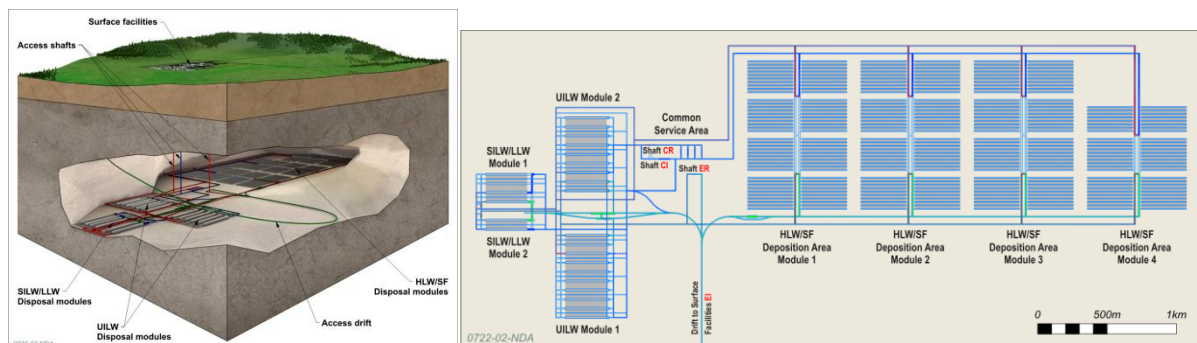 Surface facilities
Access shafts
SILW/LLW
Disposal modules
UILW
Disposal modules
Access drift
HLW/SF
Disposal modules
UILW Module 2
Common
Service Area
SILW/LLW
Module 1
Shaft CR
Shaft CI
Shaft ER
SILW/LLW
Module 2
HLW/SF
Deposition Area
Module 1
HLW/SF
Deposition Area
Module 2
HLW/SF
Deposition Area
Module 3
HLW/SF
Deposition Area
Module 4
Drift to Surface
Facilities EI
UILW Module 1
0 500m 1km
0722-02-NDA